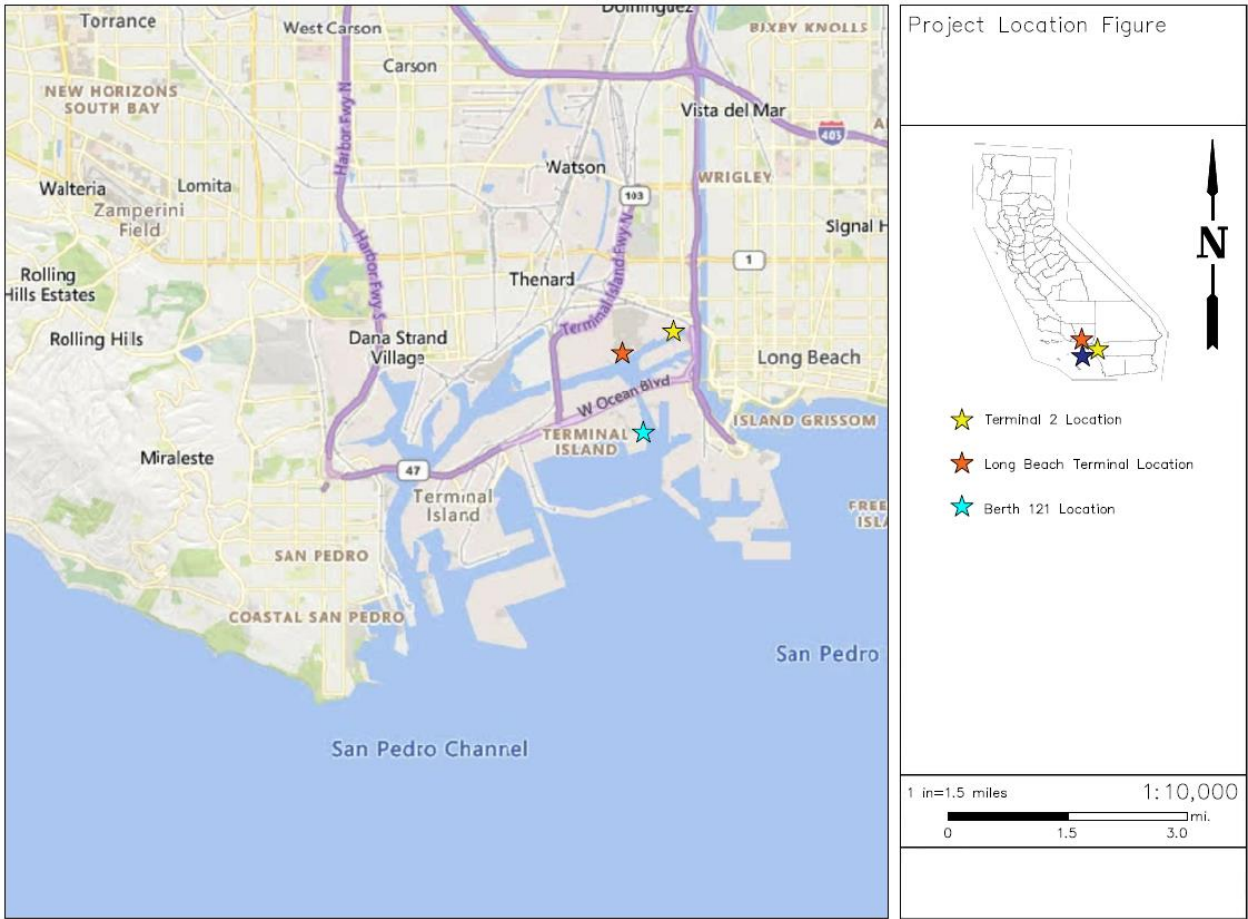 Torrance
West Carson
Dominguez
BIXBY KNOLLS
Carson
NEW HORIZONS
SOUTH BAY
Harbor Fwy N
Vista del Mar
405
Walteria
Lomita
Watson
WRIGLEY
Zamperini
Field
103
Signal H
Harbor Fwy S
Terminal Island Fwy N
1
Rolling
Hills Estates
Thenard
Rolling Hills
Dana Strand
Village
Long Beach
W Ocean Blvd
ISLAND GRISSOM
TERMINAL
ISLAND
Miraleste
47
Terminal
Island
FREE
ISLA
SAN PEDRO
COASTAL SAN PEDRO
San Pedro
San Pedro Channel
Project Location Figure
N
Terminal 2 Location
Long Beach Terminal Location
Berth 121 Location
1 in=1.5 miles
1:10,000
mi.
0 1.5 3.0